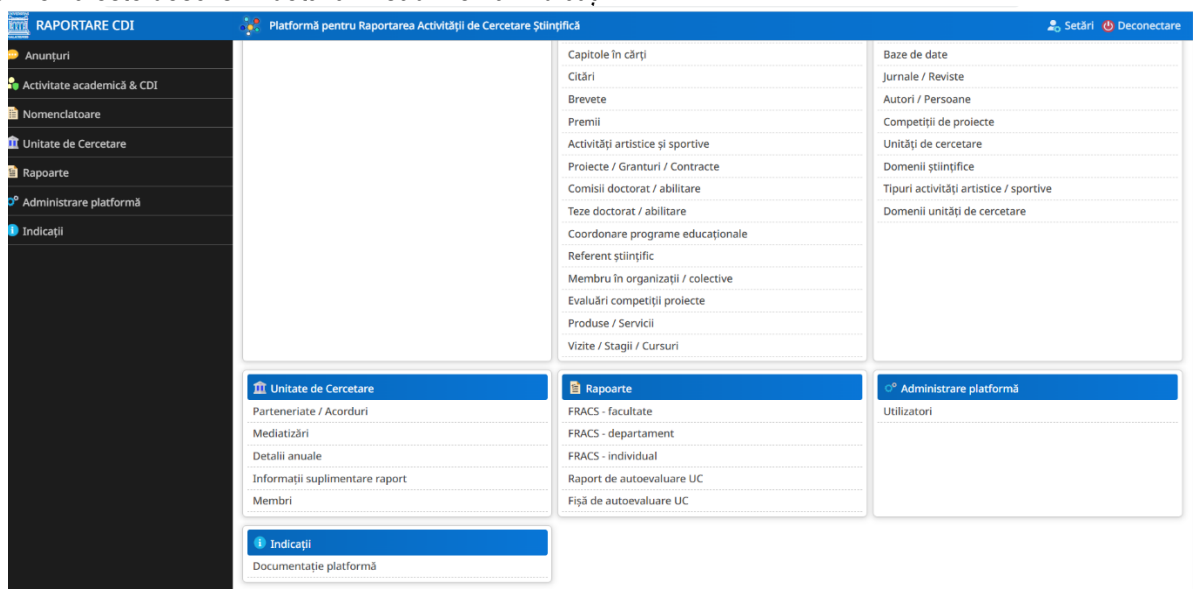 RAPORTARE CDI
Platformă pentru Raportarea Activității de Cercetare Științifică
Setări
Deconectare
Anunțuri
Activitate academică & CDI
Nomenclatoare
Unitate de Cercetare
Rapoarte
Administrare platformă
Indicații
Capitole în cărți
Citări
Brevete
Premii
Activități artistice și sportive
Proiecte / Granturi / Contracte
Comisii doctorat / abilitare
Teze doctorat / abilitare
Coordonare programe educaționale
Referent științific
Membru în organizații / colective
Evaluări competiții proiecte
Produse / Servicii
Vizite / Stagii / Cursuri
Baze de date
Jurnale / Reviste
Autori / Persoane
Competiții de proiecte
Unități de cercetare
Domenii științifice
Tipuri activități artistice / sportive
Domenii unități de cercetare
Unitate de Cercetare
Parteneriate / Acorduri
Mediatizări
Detalii anuale
Informații suplimentare raport
Membri
Rapoarte
FRACS - facultate
FRACS - departament
FRACS - individual
Raport de autoevaluare UC
Fișă de autoevaluare UC
Administrare platformă
Utilizatori
Indicații
Documentație platformă